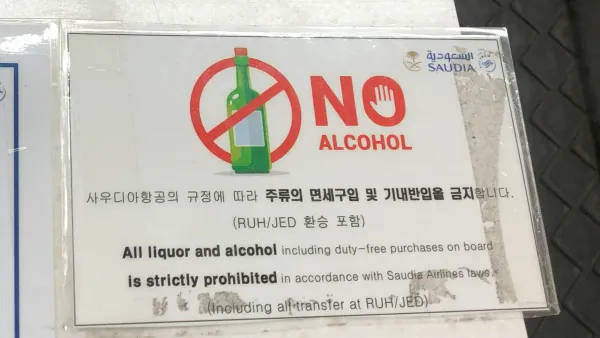 السعودية
SAUDIA
NO
ALCOHOL
사우디아항공의 규정에 따라 주류의 면세구입 및 기내반입을 금지합니다.
(RUH/JED 환승 포함)
All liquor and alcohol including duty-free purchases on board
is strictly prohibited in accordance with Saudia Airlines laws.
(Including all transfer at RUH/JED)